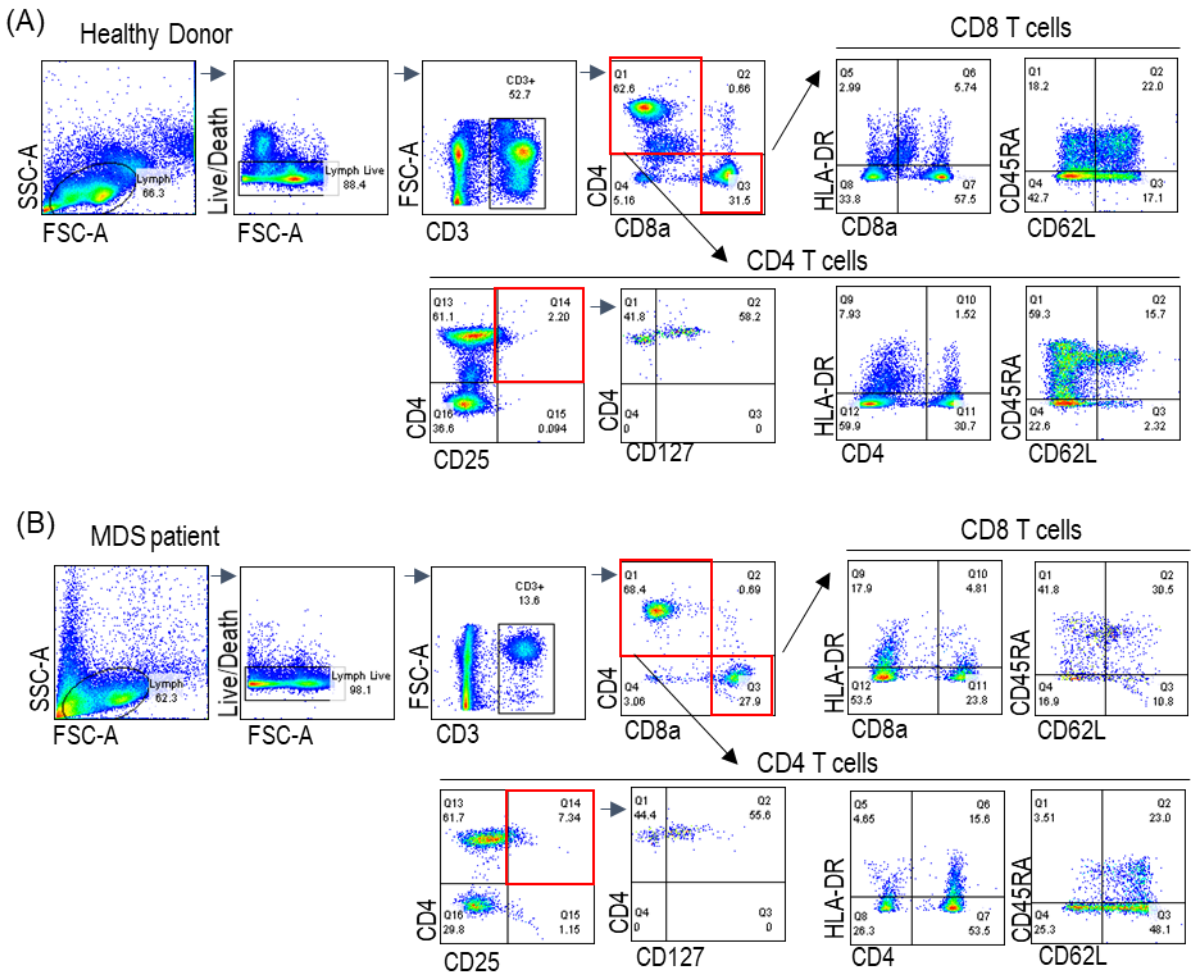 (A)
Healthy Donor
CD8 T cells
SSC-A
Lymph
66.3
FSC-A
Live/Death
Lymph Live
88.4
FSC-A
FSC-A
CD3+
52.7
CD3
CD4
Q1
62.6
Q2
0.66
Q4
5.16
Q3
31.5
CD8a
HLA-DR
Q5
2.99
Q6
5.74
Q8
33.8
Q7
57.5
CD8a
CD45RA
Q1
18.2
Q2
22.0
Q4
42.7
Q3
17.1
CD62L
CD4 T cells
CD4
Q13
61.1
Q14
2.20
Q16
36.6
Q15
0.094
CD25
CD4
Q1
41.8
Q2
58.2
Q4
0
Q3
0
CD127
HLA-DR
Q9
7.93
Q10
1.52
Q12
59.9
Q11
30.7
CD4
CD45RA
Q1
59.3
Q2
15.7
Q4
22.6
Q3
2.32
CD62L
(B)
MDS patient
CD8 T cells
SSC-A
Lymph
62.3
FSC-A
Live/Death
Lymph Live
98.1
FSC-A
FSC-A
CD3+
13.6
CD3
CD4
Q1
68.4
Q2
0.69
Q4
3.06
Q3
27.9
CD8a
HLA-DR
Q9
17.9
Q10
4.81
Q12
53.5
Q11
23.8
CD8a
CD45RA
Q1
41.8
Q2
30.5
Q4
16.9
Q3
10.8
CD62L
CD4 T cells
CD4
Q13
61.7
Q14
7.34
Q16
29.8
Q15
1.15
CD25
CD4
Q1
44.4
Q2
55.6
Q4
0
Q3
0
CD127
HLA-DR
Q5
4.65
Q6
15.6
Q8
26.3
Q7
53.5
CD4
CD45RA
Q1
3.51
Q2
23.0
Q4
25.3
Q3
48.1
CD62L